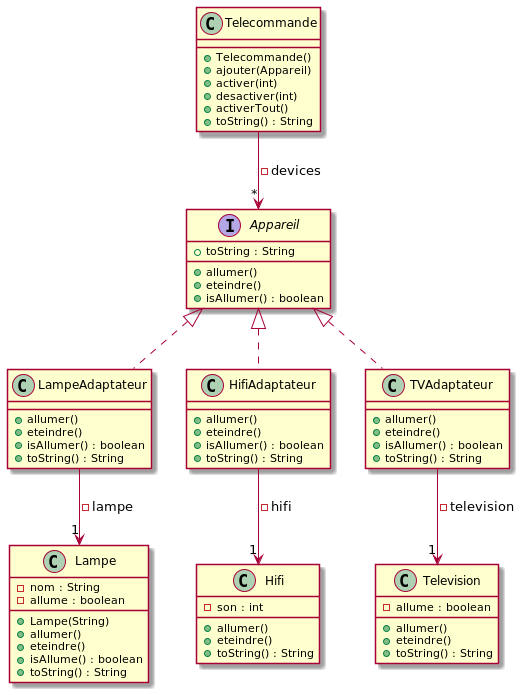 C Telecommande
Telecommande()
ajouter(Appareil)
activer(int)
desactiver(int)
activerTout()
toString() : String
devices
*
I Appareil
toString : String
allumer()
eteindre()
isAllumer() : boolean
C LampeAdaptateur
allumer()
eteindre()
isAllumer() : boolean
toString() : String
C HifiAdaptateur
allumer()
eteindre()
isAllumer() : boolean
toString() : String
C TVAdaptateur
allumer()
eteindre()
isAllumer() : boolean
toString() : String
lampe
1
hifi
1
television
1
C Lampe
nom : String
allume : boolean
Lampe(String)
allumer()
eteindre()
isAllume() : boolean
toString() : String
C Hifi
son : int
allumer()
eteindre()
toString() : String
C Television
allume : boolean
allumer()
eteindre()
toString() : String